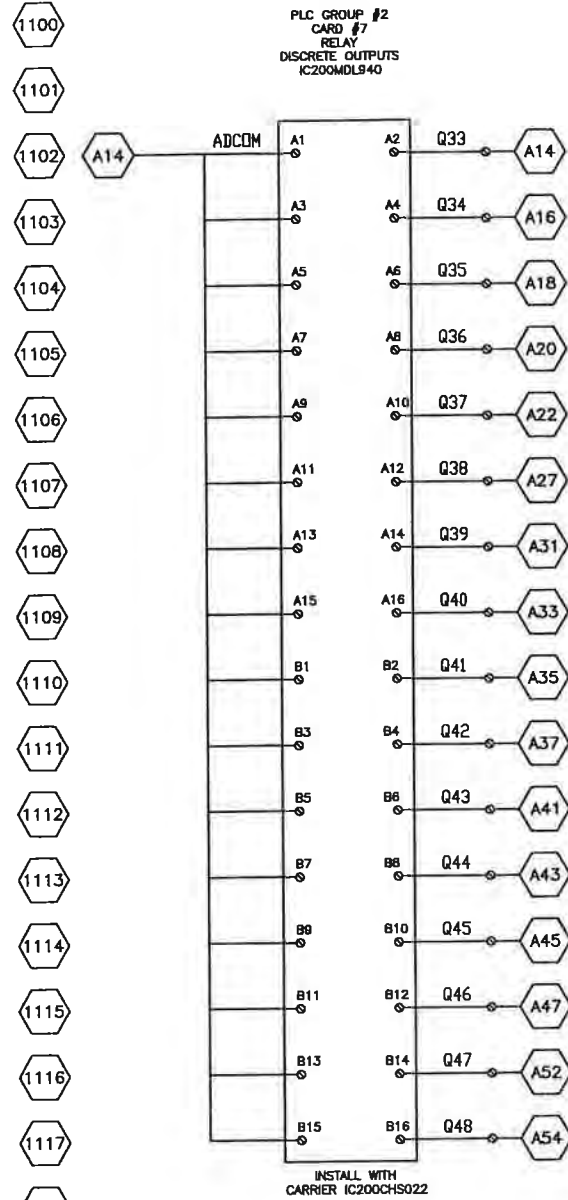 1100
PLC GROUP #2
CARD #7
RELAY
DISCRETE OUTPUTS
IC200MDL940
1101
1102 A14 ADCOM A1 A2 Q33 A14
1103 A3 A4 Q34 A16
1104 A5 A6 Q35 A18
1105 A7 A8 Q36 A20
1106 A9 A10 Q37 A22
1107 A11 A12 Q38 A27
1108 A13 A14 Q39 A31
1109 A15 A16 Q40 A33
1110 B1 B2 Q41 A35
1111 B3 B4 Q42 A37
1112 B5 B6 Q43 A41
1113 B7 B8 Q44 A43
1114 B9 B10 Q45 A45
1115 B11 B12 Q46 A47
1116 B13 B14 Q47 A52
1117 B15 B16 Q48 A54
INSTALL WITH
CARRIER IC200CHS022